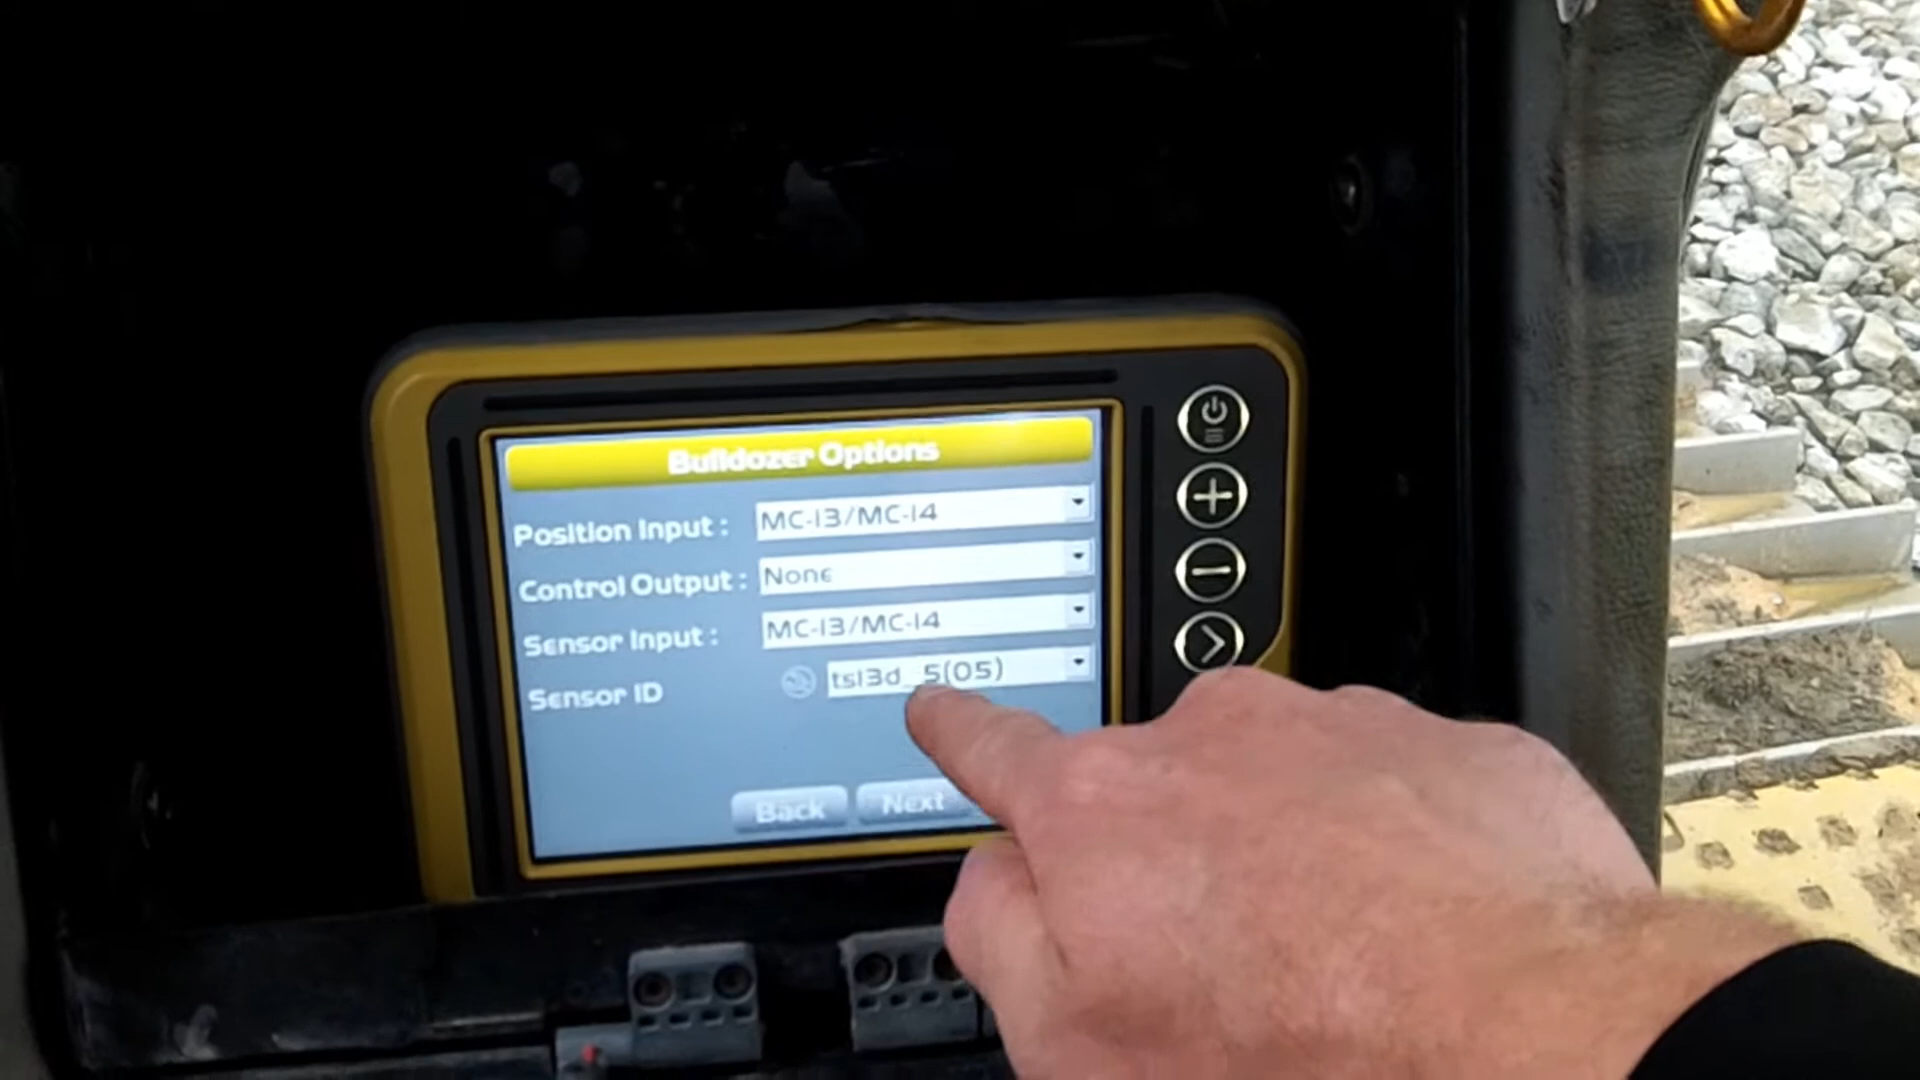 Bulldozer Options
Position Input : MC-i3/MC-i4
Control Output : None
Sensor Input : MC-i3/MC-i4
Sensor ID tsi3d_5(05)
Back Next